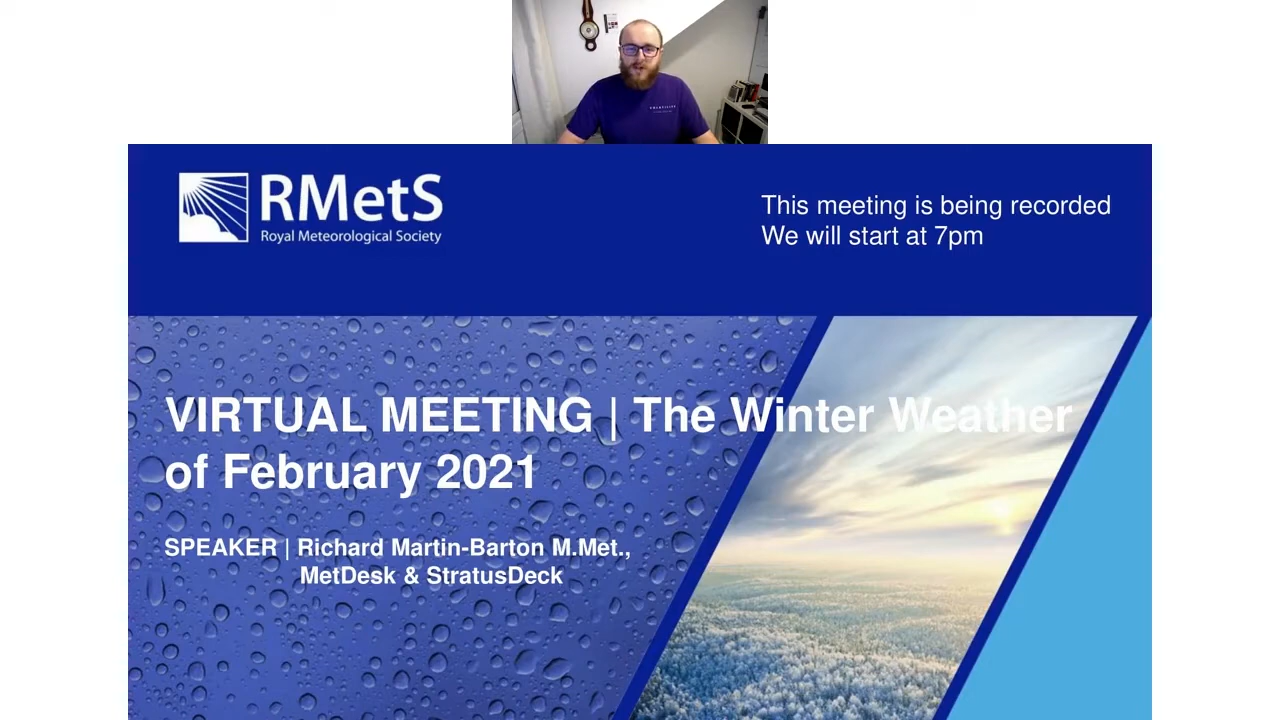 RMetS
Royal Meteorological Society
This meeting is being recorded
We will start at 7pm
VIRTUAL MEETING | The Winter Weather
of February 2021
SPEAKER | Richard Martin-Barton M.Met.,
MetDesk & StratusDeck